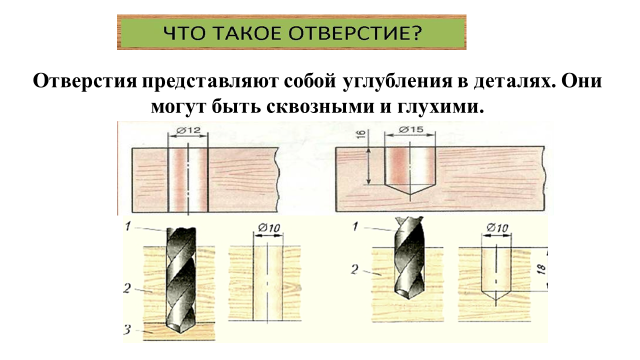 ЧТО ТАКОЕ ОТВЕРСТИЕ?
Отверстия представляют собой углубления в деталях. Они
могут быть сквозными и глухими.
Ø12
16
Ø15
1
2
3
Ø10
1
2
Ø10
18